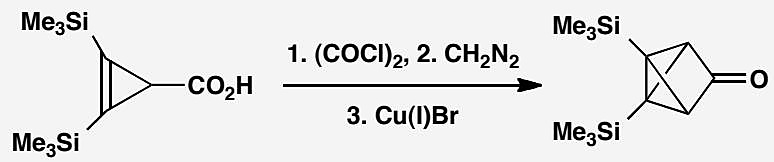 Me₃Si
CO₂H
Me₃Si
1. (COCl)₂, 2. CH₂N₂
3. Cu(I)Br
Me₃Si
O
Me₃Si